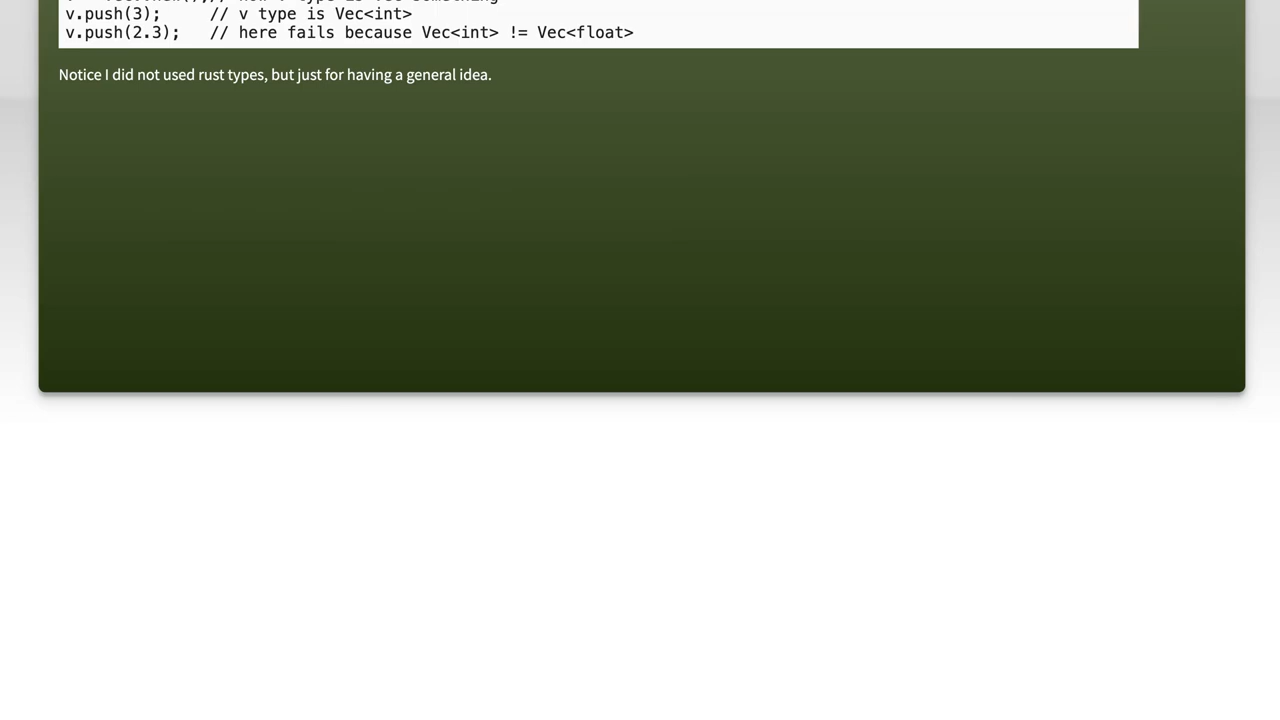 v.push(3);     // v type is Vec<int>
v.push(2.3);   // here fails because Vec<int> != Vec<float>
Notice I did not used rust types, but just for having a general idea.